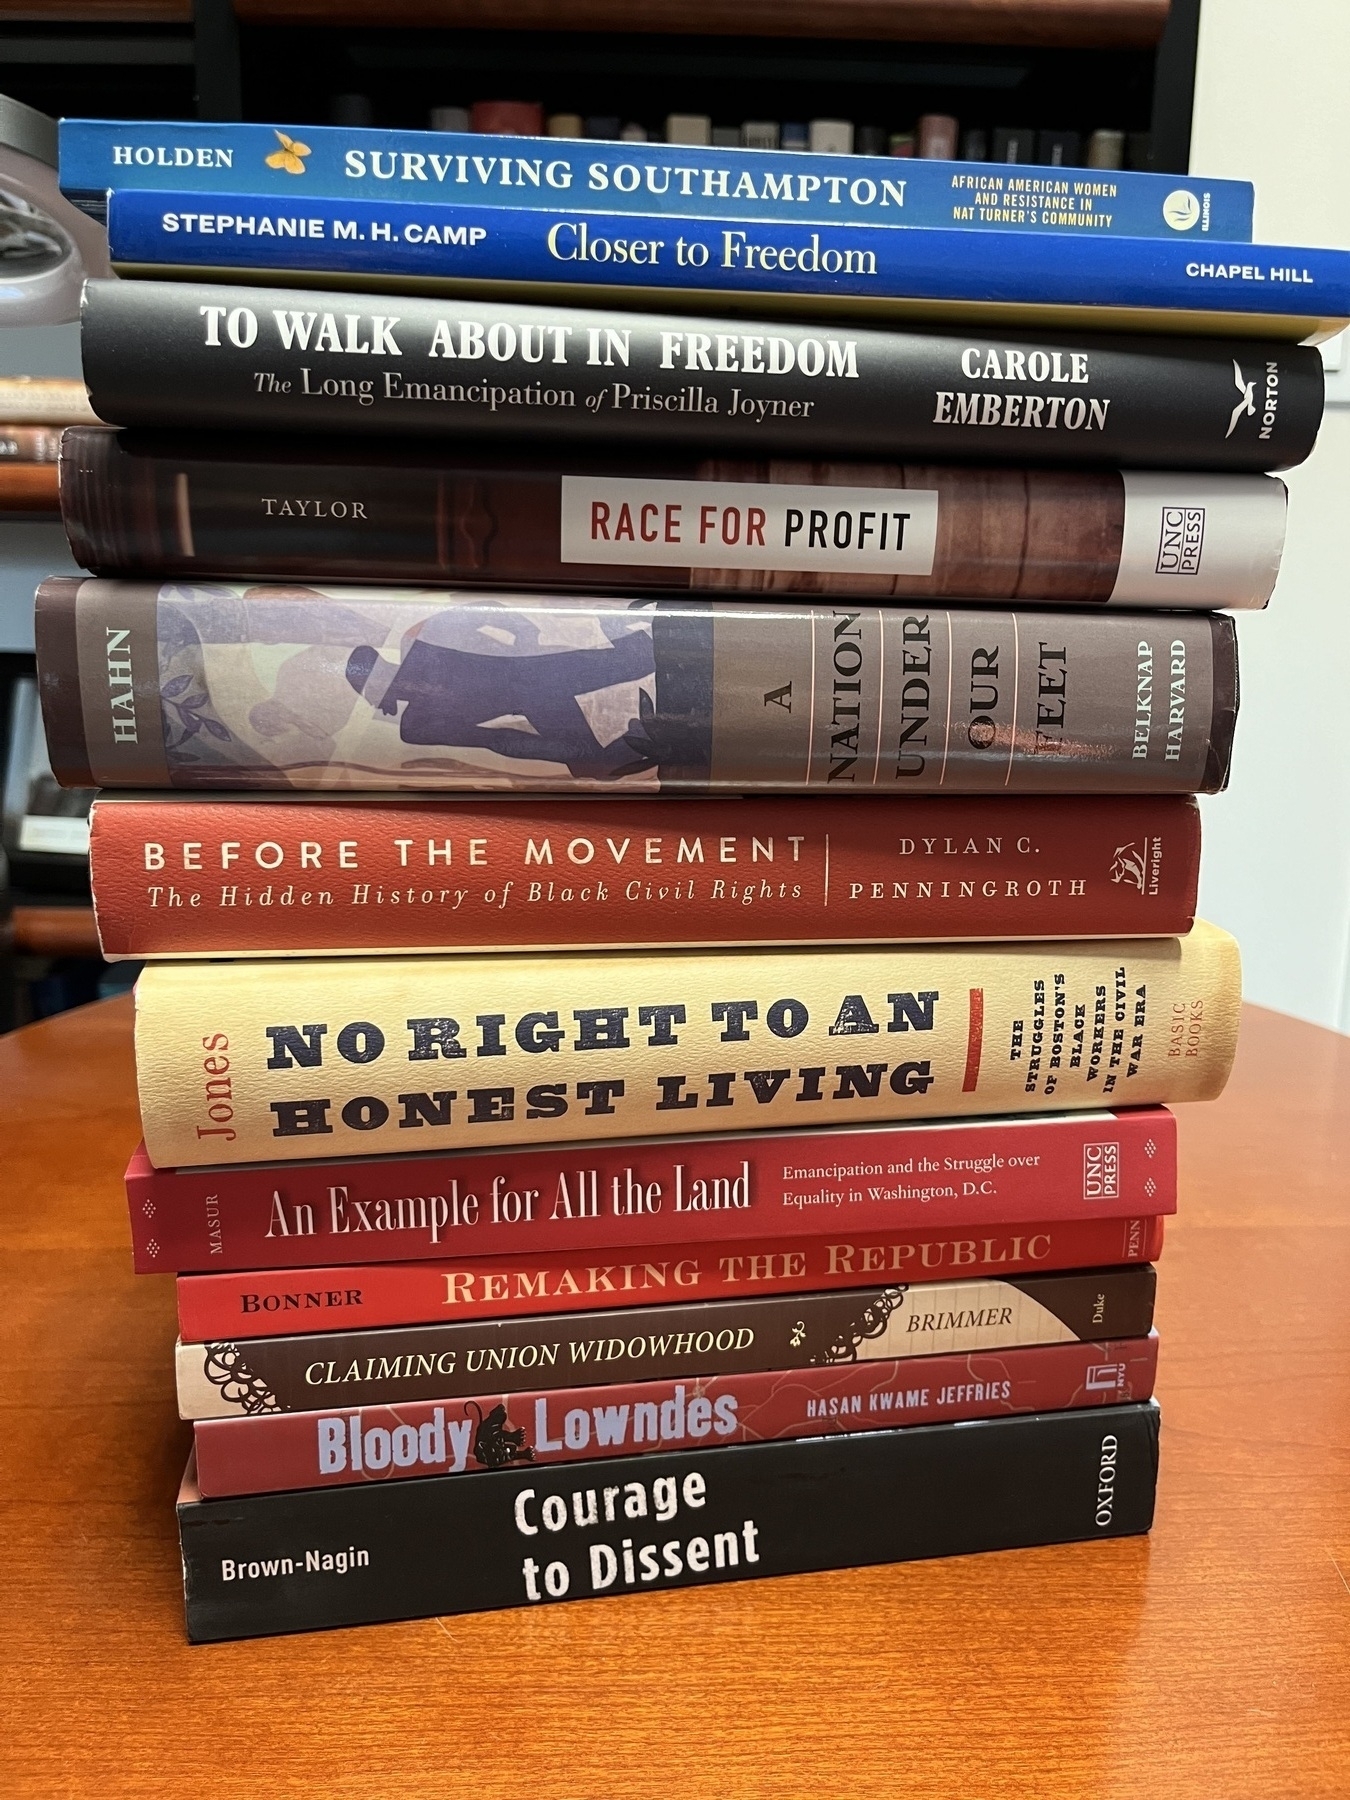 HOLDEN
SURVIVING SOUTHAMPTON
AFRICAN AMERICAN WOMEN
AND RESISTANCE IN
NAT TURNER'S COMMUNITY
ILLINOIS
STEPHANIE M. H. CAMP
Closer to Freedom
CHAPEL HILL
TO WALK ABOUT IN FREEDOM
The Long Emancipation of Priscilla Joyner
CAROLE
EMBERTON
NORTON
TAYLOR
RACE FOR PROFIT
UNC
PRESS
HAHN
A
NATION
UNDER
OUR
FEET
BELKNAP
HARVARD
BEFORE THE MOVEMENT
The Hidden History of Black Civil Rights
DYLAN C.
PENNINGROTH
Liveright
Jones
NO RIGHT TO AN
HONEST LIVING
THE
STRUGGLES
OF BOSTON'S
BLACK
WORKERS
IN THE CIVIL
WAR ERA
BASIC
BOOKS
MASUR
An Example for All the Land
Emancipation and the Struggle over
Equality in Washington, D.C.
UNC
PRESS
BONNER
REMAKING THE REPUBLIC
PENN
CLAIMING UNION WIDOWHOOD
BRIMMER
Duke
Bloody Lowndes
HASAN KWAME JEFFRIES
NYU
Brown-Nagin
Courage
to Dissent
OXFORD